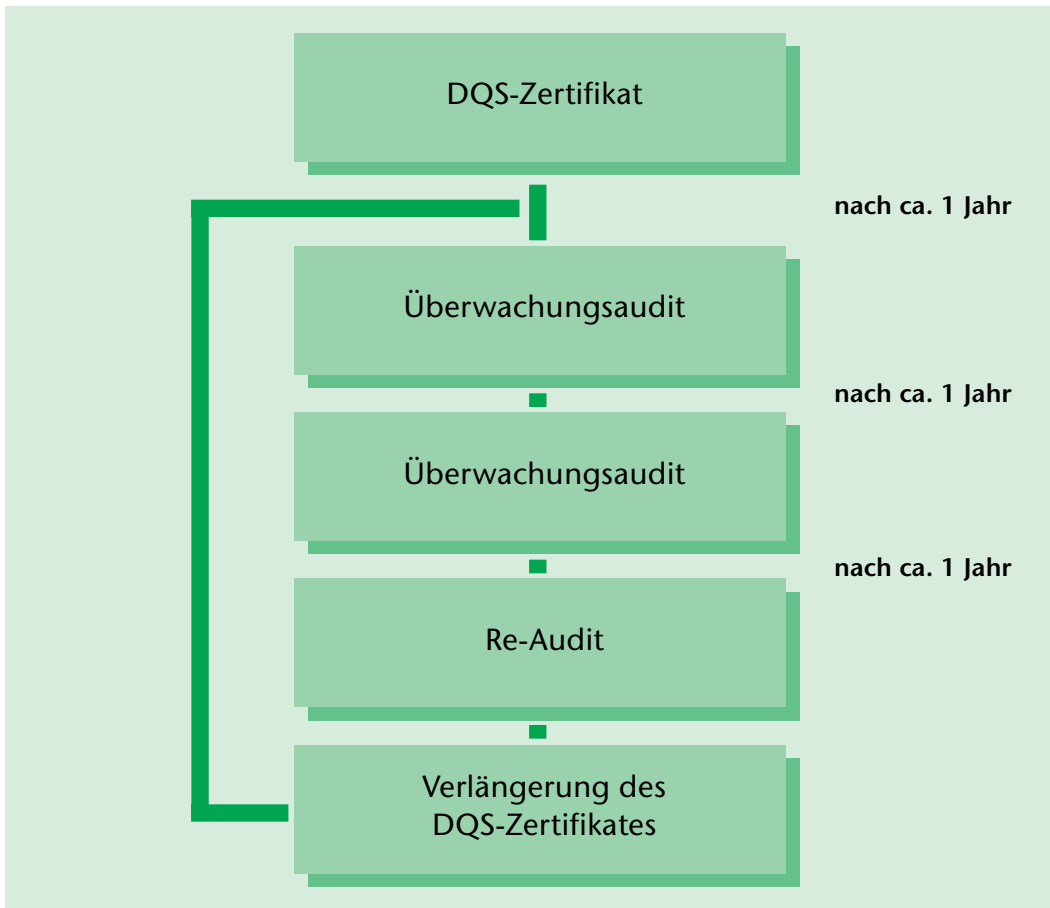 DQS-Zertifikat
nach ca. 1 Jahr
Überwachungsaudit
nach ca. 1 Jahr
Überwachungsaudit
nach ca. 1 Jahr
Re-Audit
Verlängerung des
DQS-Zertifikates